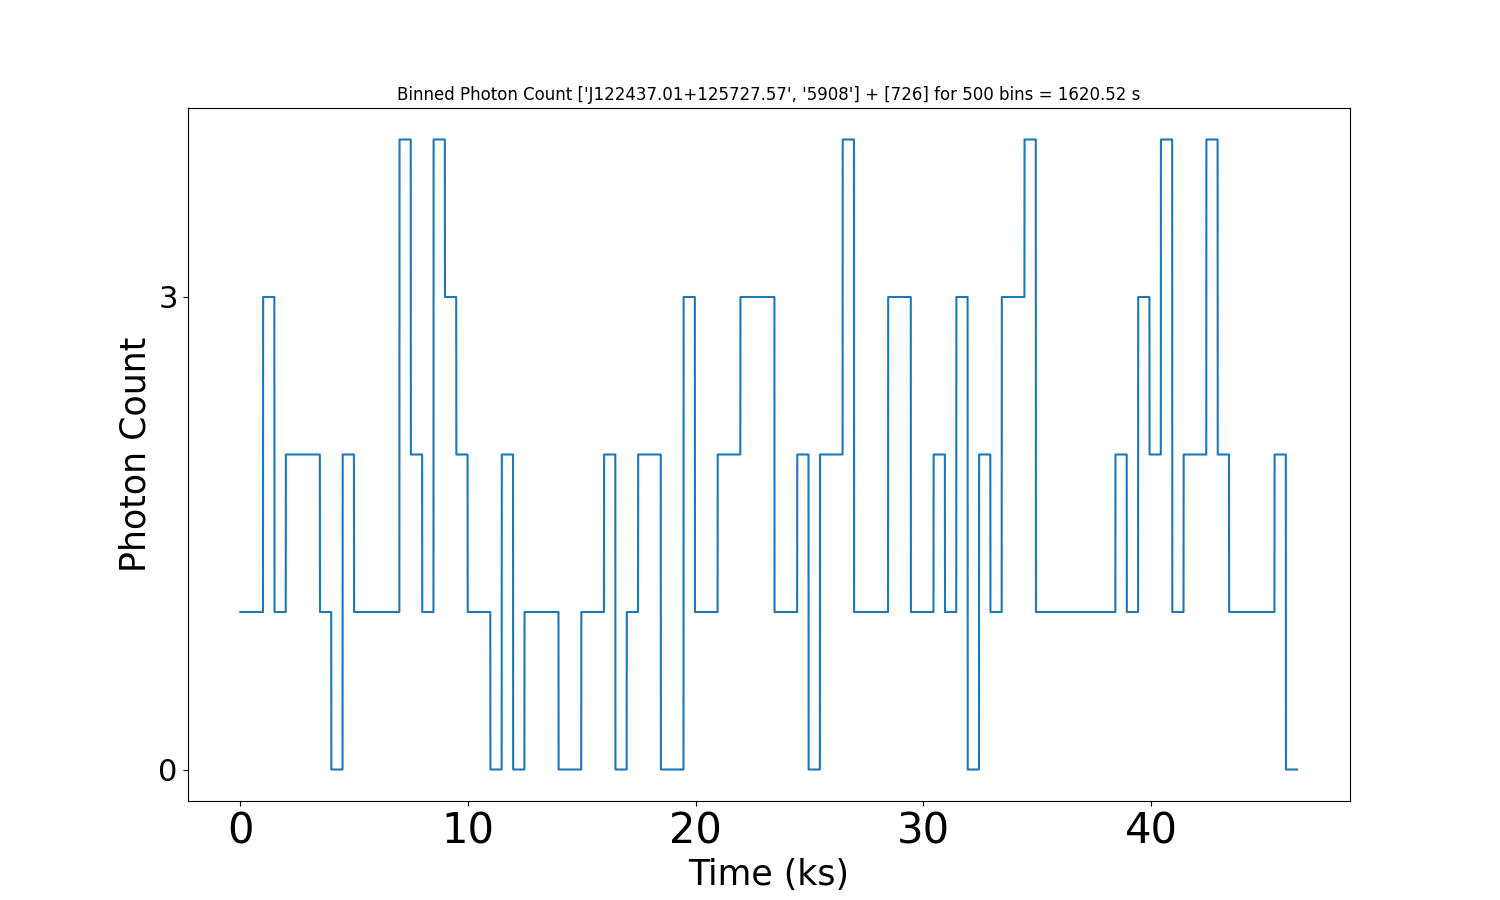 Binned Photon Count ['J122437.01+125727.57', '5908'] + [726] for 500 bins = 1620.52 s
3
0
Photon Count
0 10 20 30 40
Time (ks)